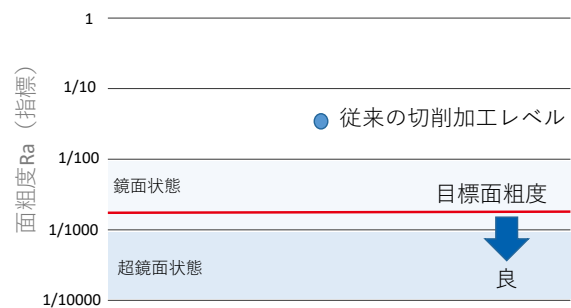 1
1/10
従来の切削加工レベル
1/100
鏡面状態
目標面粗度
1/1000
超鏡面状態
良
1/10000
面粗度Ra（指標）